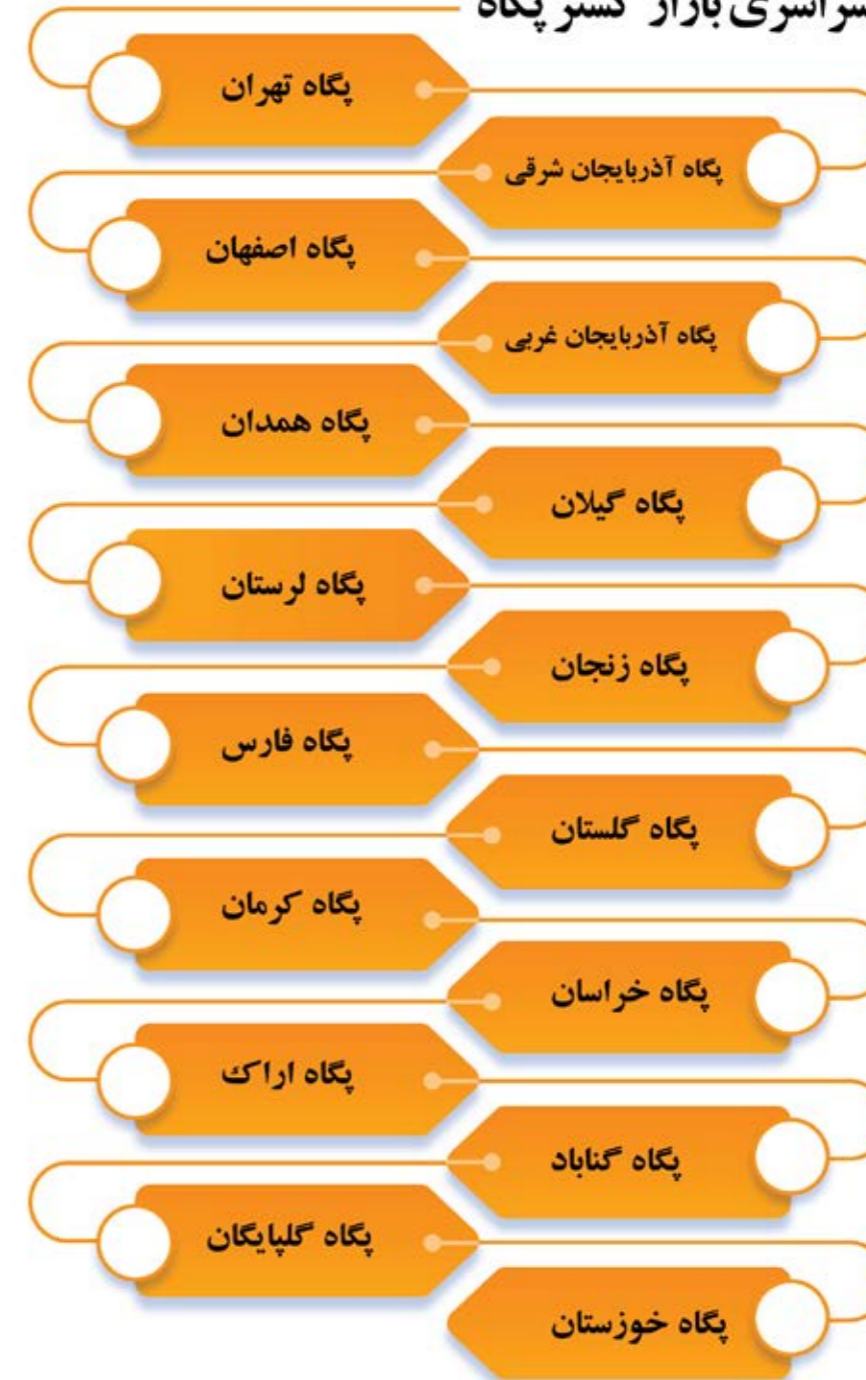 سراسری بازار گستر پگاه
پگاه تهران
پگاه آذربایجان شرقی
پگاه اصفهان
پگاه آذربایجان غربی
پگاه همدان
پگاه گیلان
پگاه لرستان
پگاه زنجان
پگاه فارس
پگاه گلستان
پگاه کرمان
پگاه خراسان
پگاه اراک
پگاه گناباد
پگاه گلپایگان
پگاه خوزستان